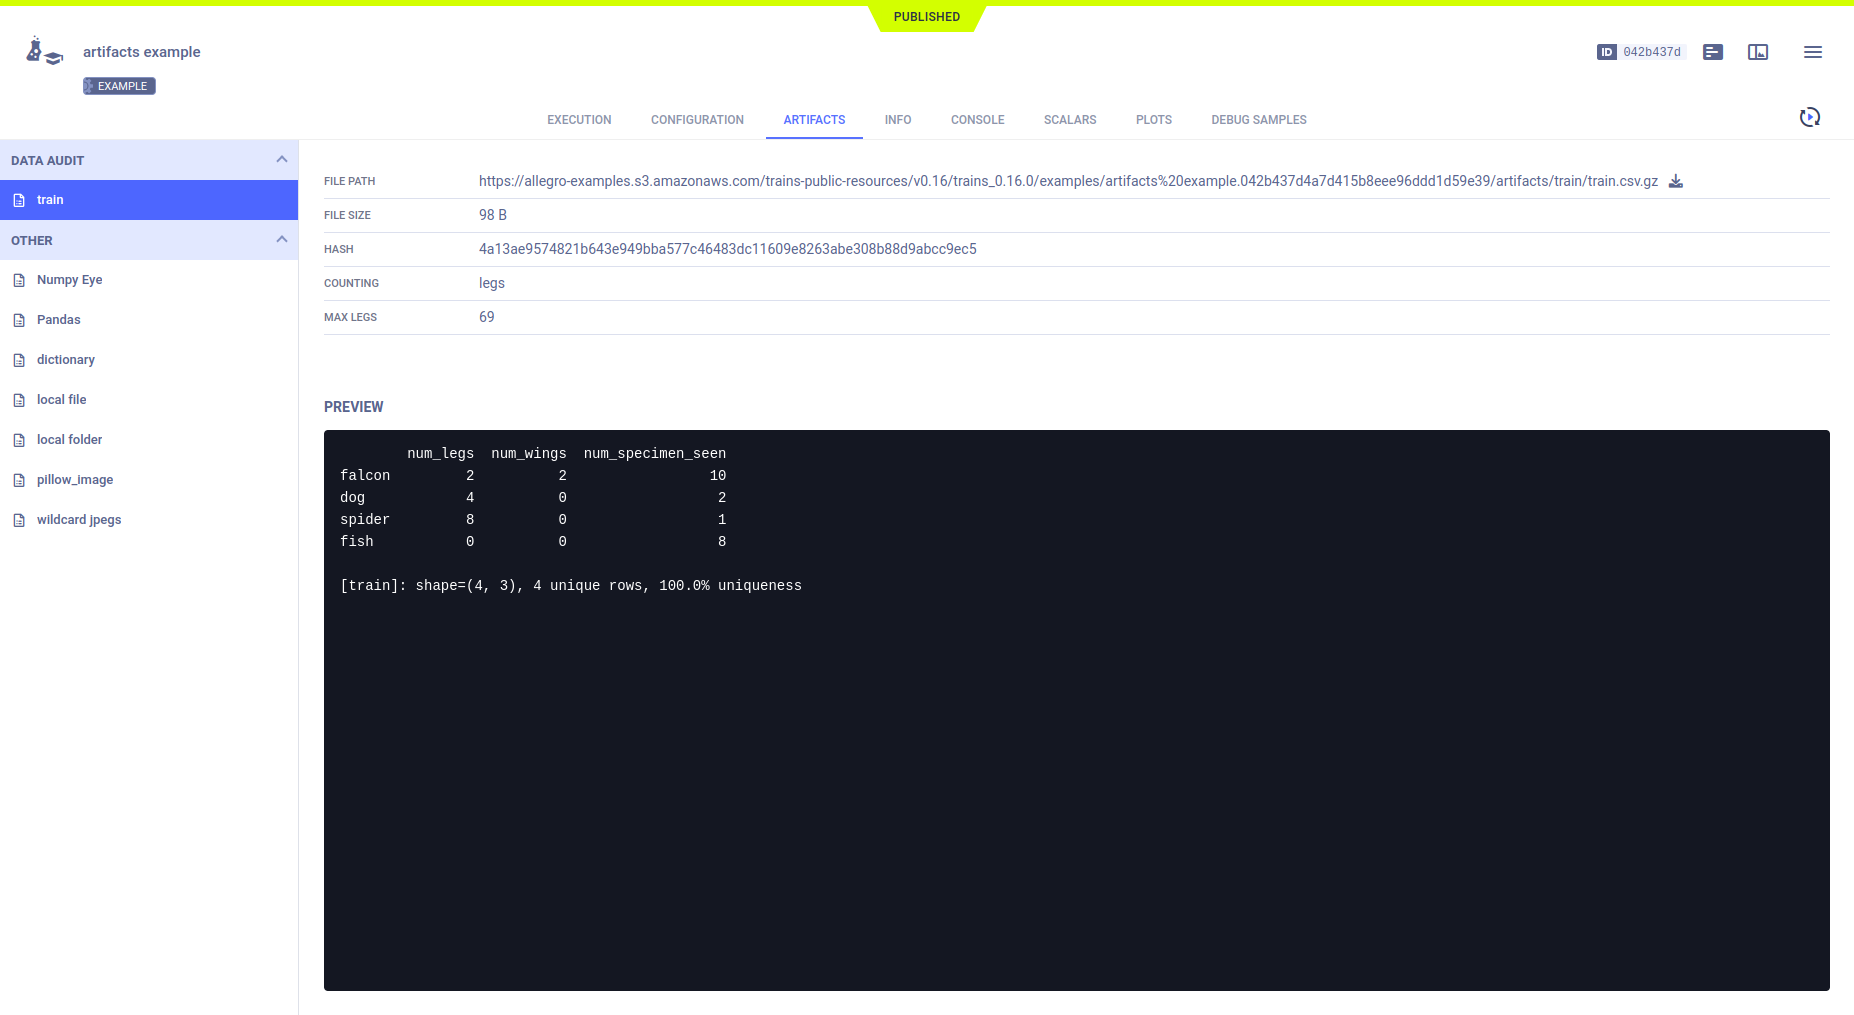 PUBLISHED
artifacts example
ID 042b437d
EXAMPLE
EXECUTION CONFIGURATION ARTIFACTS INFO CONSOLE SCALARS PLOTS DEBUG SAMPLES
DATA AUDIT
train
OTHER
Numpy Eye
Pandas
dictionary
local file
local folder
pillow_image
wildcard jpegs
FILE PATH https://allegro-examples.s3.amazonaws.com/trains-public-resources/v0.16/trains_0.16.0/examples/artifacts%20example.042b437d4a7d415b8eee96ddd1d59e39/artifacts/train/train.csv.gz
FILE SIZE 98 B
HASH 4a13ae9574821b643e949bba577c46483dc11609e8263abe308b88d9abcc9ec5
COUNTING legs
MAX LEGS 69
PREVIEW
num_legs num_wings num_specimen_seen
falcon 2 2 10
dog 4 0 2
spider 8 0 1
fish 0 0 8
[train]: shape=(4, 3), 4 unique rows, 100.0% uniqueness